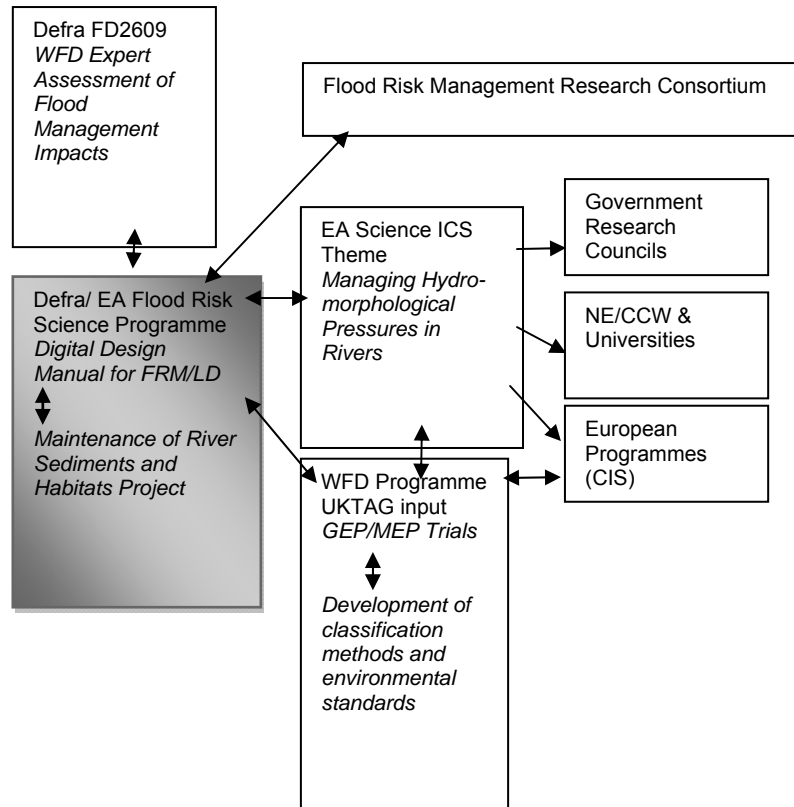 Defra FD2609
WFD Expert
Assessment of
Flood
Management
Impacts
Flood Risk Management Research Consortium
EA Science ICS
Theme
Managing Hydro-
morphological
Pressures in
Rivers
Government
Research
Councils
Defra/ EA Flood Risk
Science Programme
Digital Design
Manual for FRM/LD
Maintenance of River
Sediments and
Habitats Project
NE/CCW &
Universities
European
Programmes
(CIS)
WFD Programme
UKTAG input
GEP/MEP Trials
Development of
classification
methods and
environmental
standards